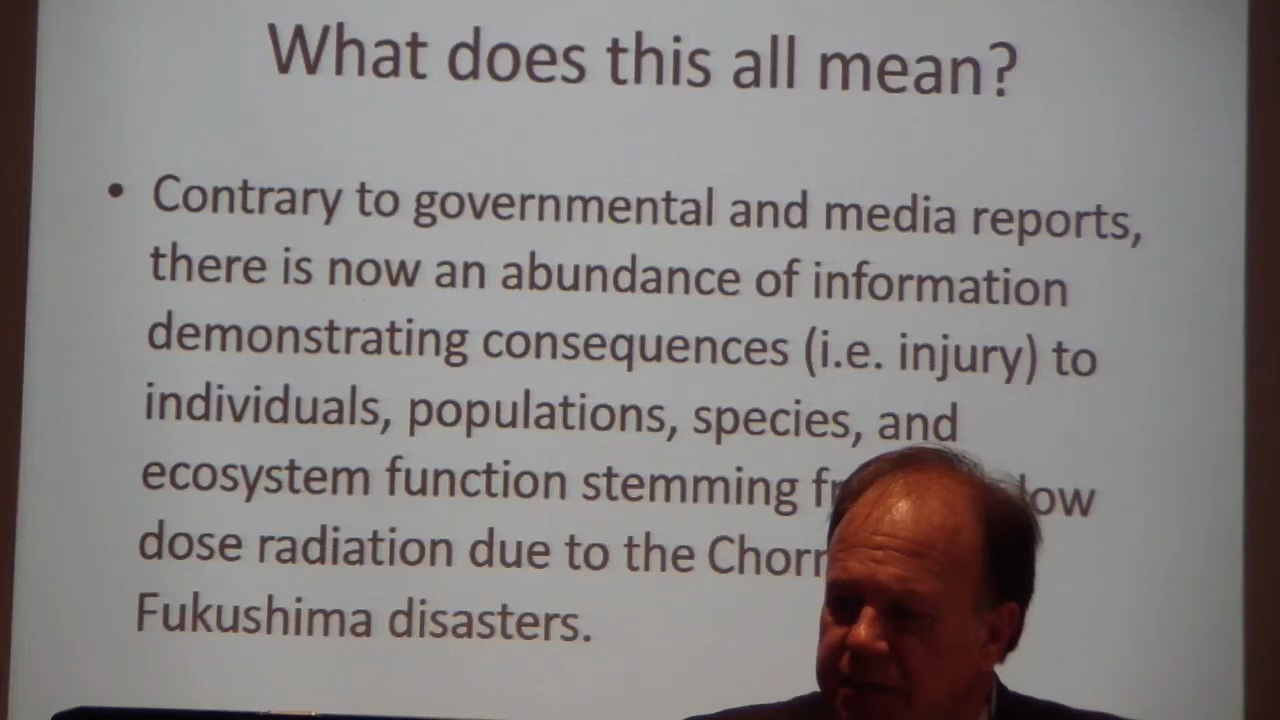 What does this all mean?
• Contrary to governmental and media reports,
there is now an abundance of information
demonstrating consequences (i.e. injury) to
individuals, populations, species, and
ecosystem function stemming
dose radiation due to the
Fukushima disasters.